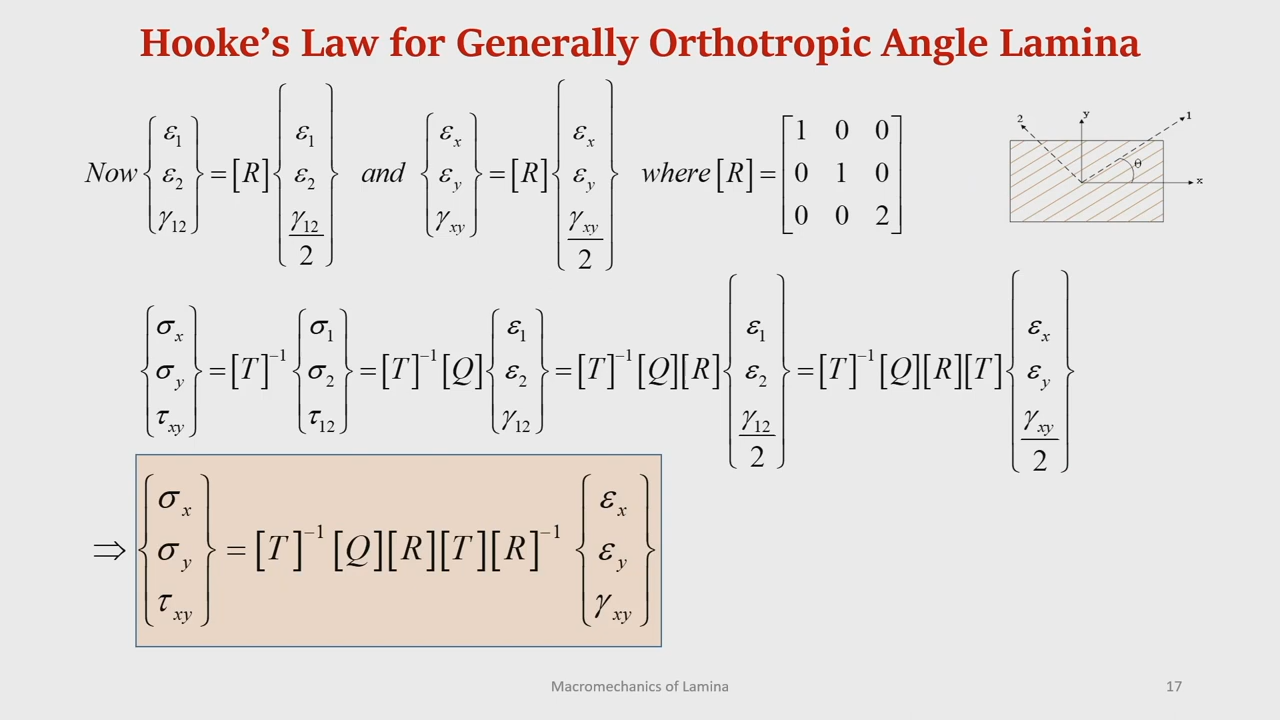 Hooke's Law for Generally Orthotropic Angle Lamina
Now {ε₁ ε₂ γ₁₂} = [R] {ε₁ ε₂ γ₁₂/2} and {εₓ ε_y γ_xy} = [R] {εₓ ε_y γ_xy/2} where [R] = [1 0 0; 0 1 0; 0 0 2]
2 y 1 θ x
{σₓ σ_y τ_xy} = [T]⁻¹ {σ₁ σ₂ τ₁₂} = [T]⁻¹ [Q] {ε₁ ε₂ γ₁₂} = [T]⁻¹ [Q][R] {ε₁ ε₂ γ₁₂/2} = [T]⁻¹ [Q][R][T] {εₓ ε_y γ_xy/2}
⇒ {σₓ σ_y τ_xy} = [T]⁻¹ [Q][R][T][R]⁻¹ {εₓ ε_y γ_xy}
Macromechanics of Lamina
17